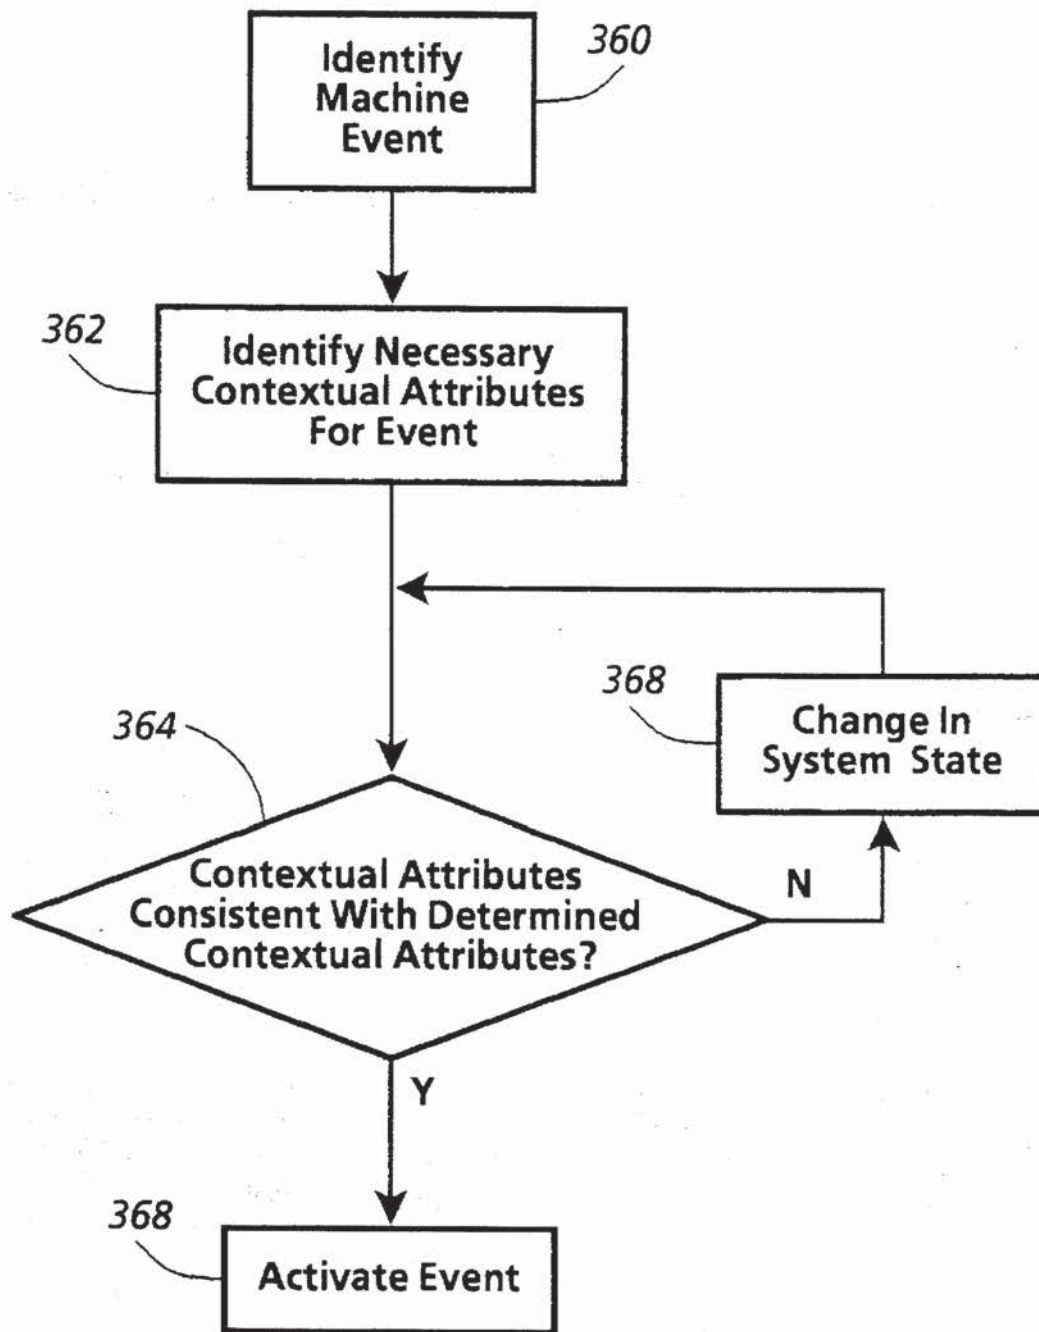 Identify
Machine
Event
360
362
Identify Necessary
Contextual Attributes
For Event
368
Change In
System State
364
Contextual Attributes
Consistent With Determined
Contextual Attributes?
N
Y
368
Activate Event